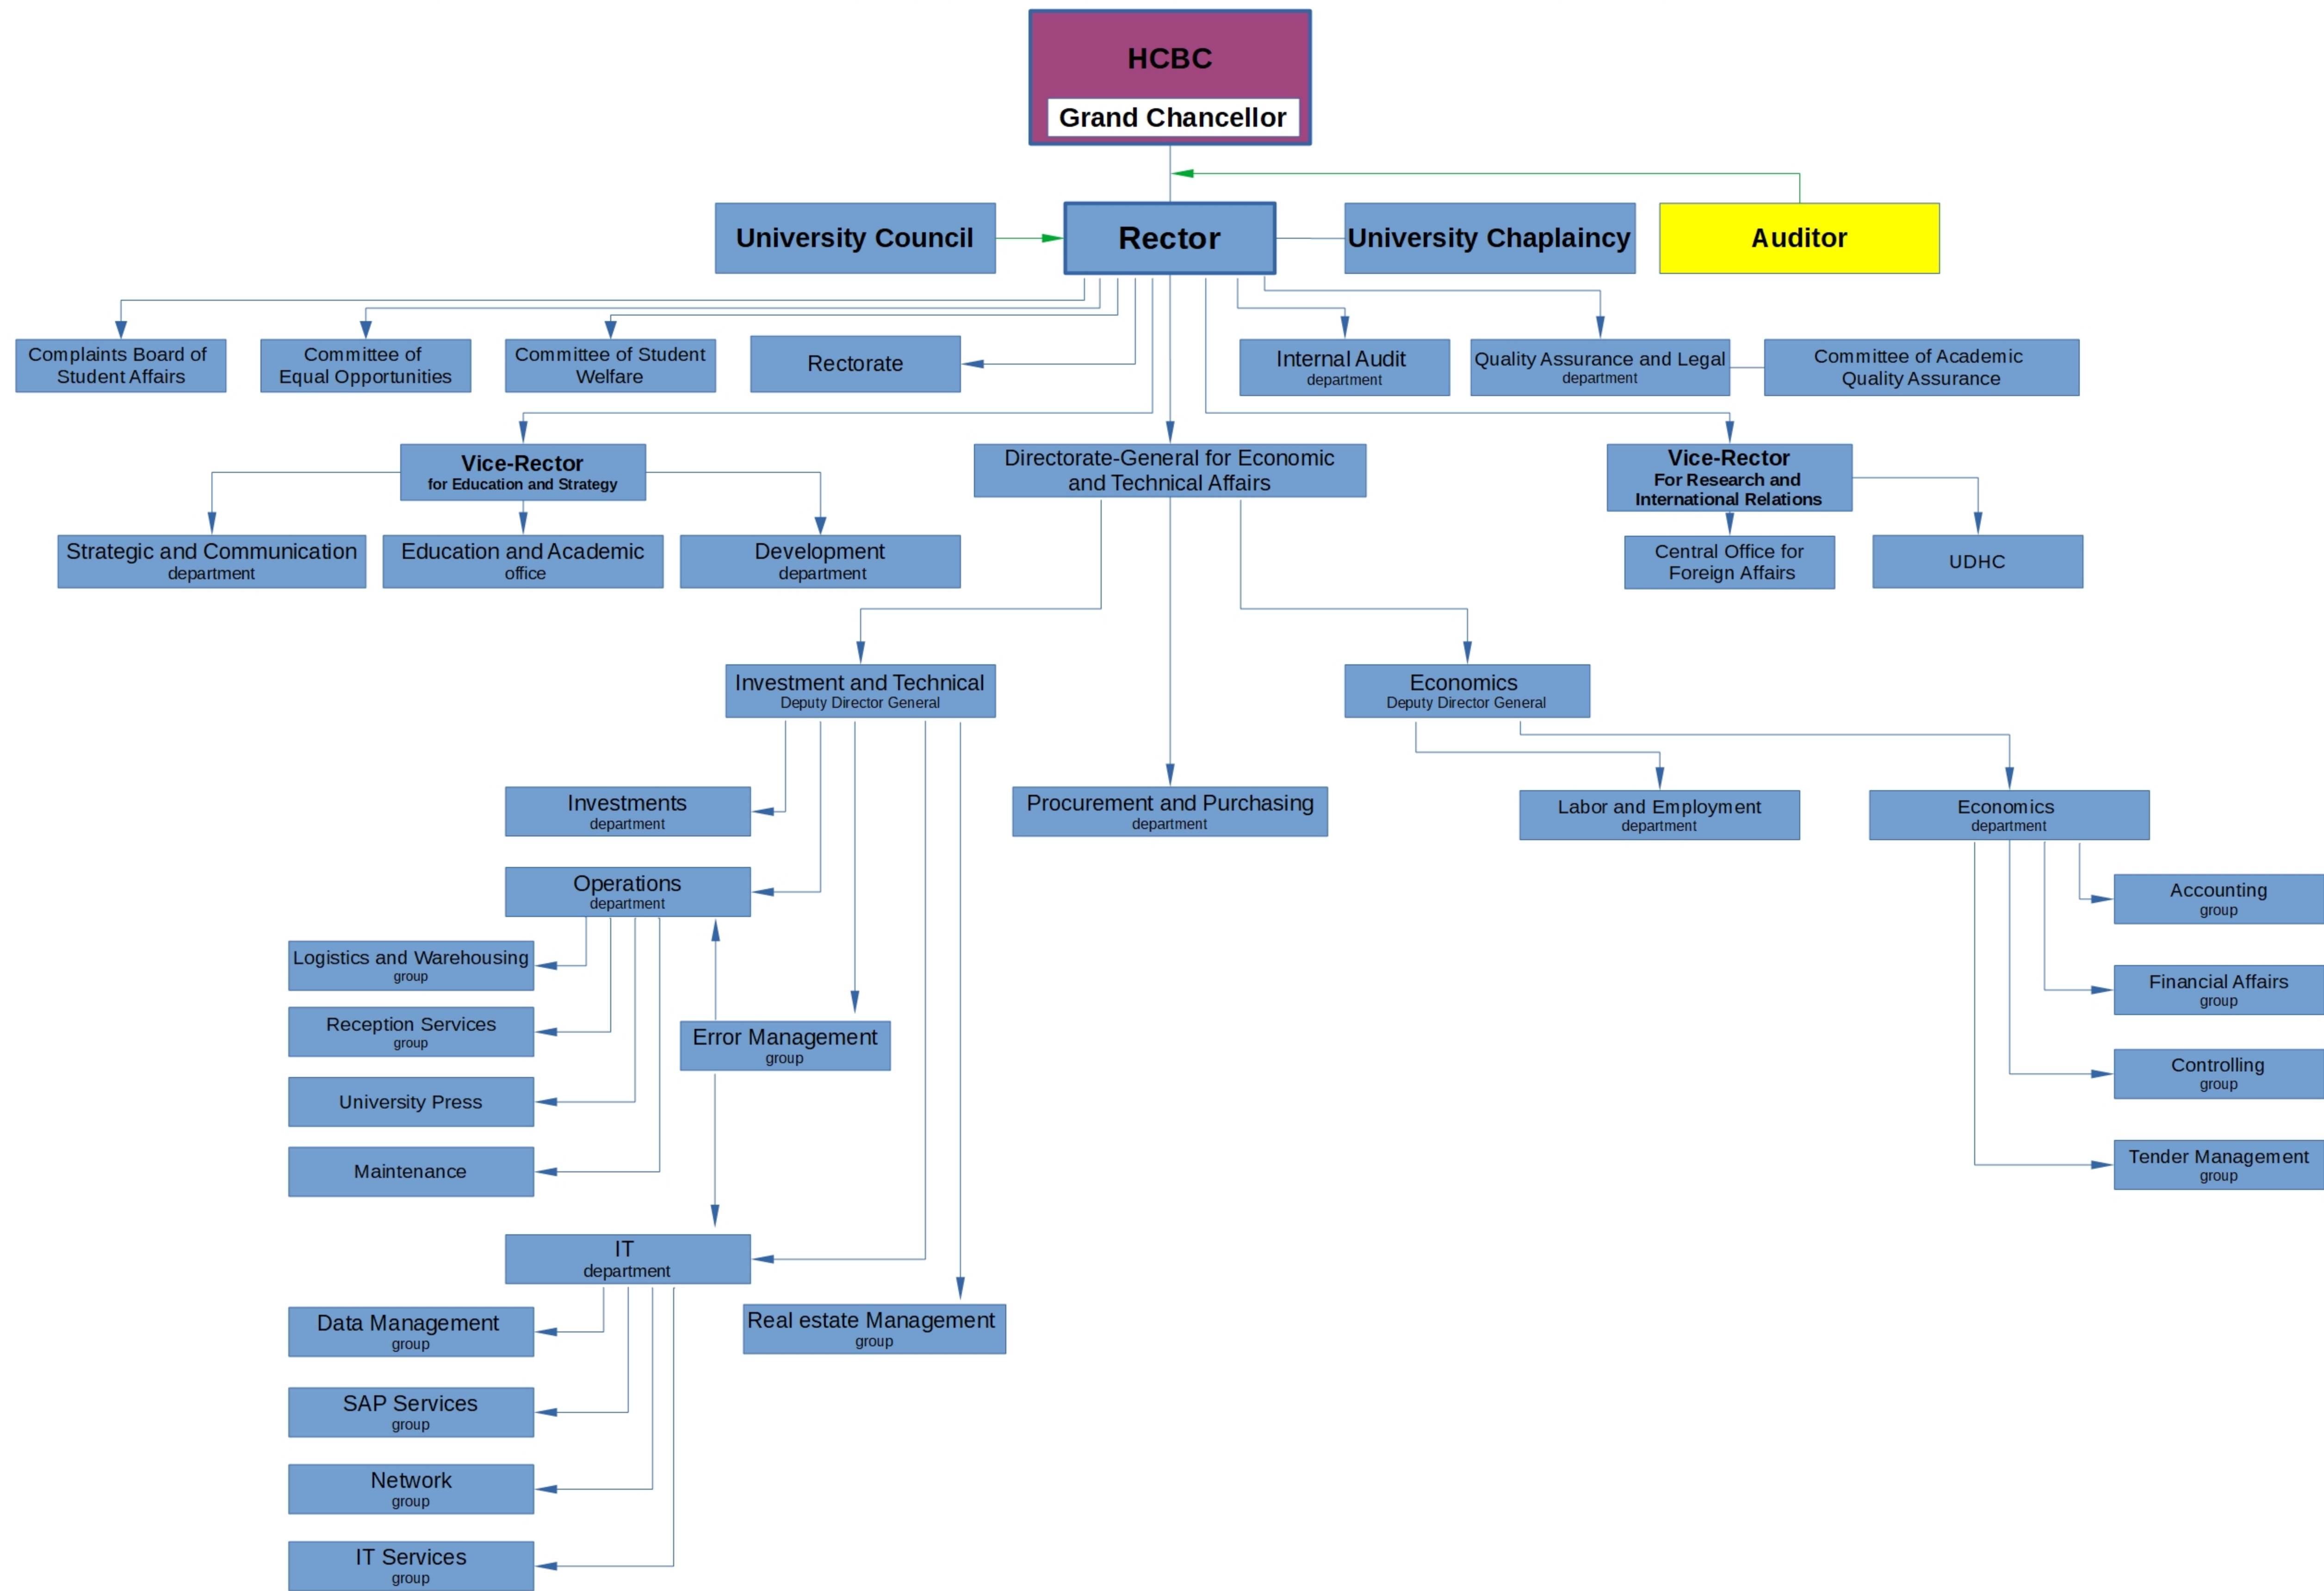 HCBC
Grand Chancellor
University Council
Rector
University Chaplaincy
Auditor
Complaints Board of
Student Affairs
Committee of
Equal Opportunities
Committee of Student
Welfare
Rectorate
Internal Audit
department
Quality Assurance and Legal
department
Committee of Academic
Quality Assurance
Vice-Rector
for Education and Strategy
Directorate-General for Economic
and Technical Affairs
Vice-Rector
For Research and
International Relations
Strategic and Communication
department
Education and Academic
office
Development
department
Central Office for
Foreign Affairs
UDHC
Investment and Technical
Deputy Director General
Economics
Deputy Director General
Investments
department
Procurement and Purchasing
department
Labor and Employment
department
Economics
department
Operations
department
Accounting
group
Logistics and Warehousing
group
Financial Affairs
group
Reception Services
group
Error Management
group
Controlling
group
University Press
Maintenance
Tender Management
group
IT
department
Data Management
group
Real estate Management
group
SAP Services
group
Network
group
IT Services
group